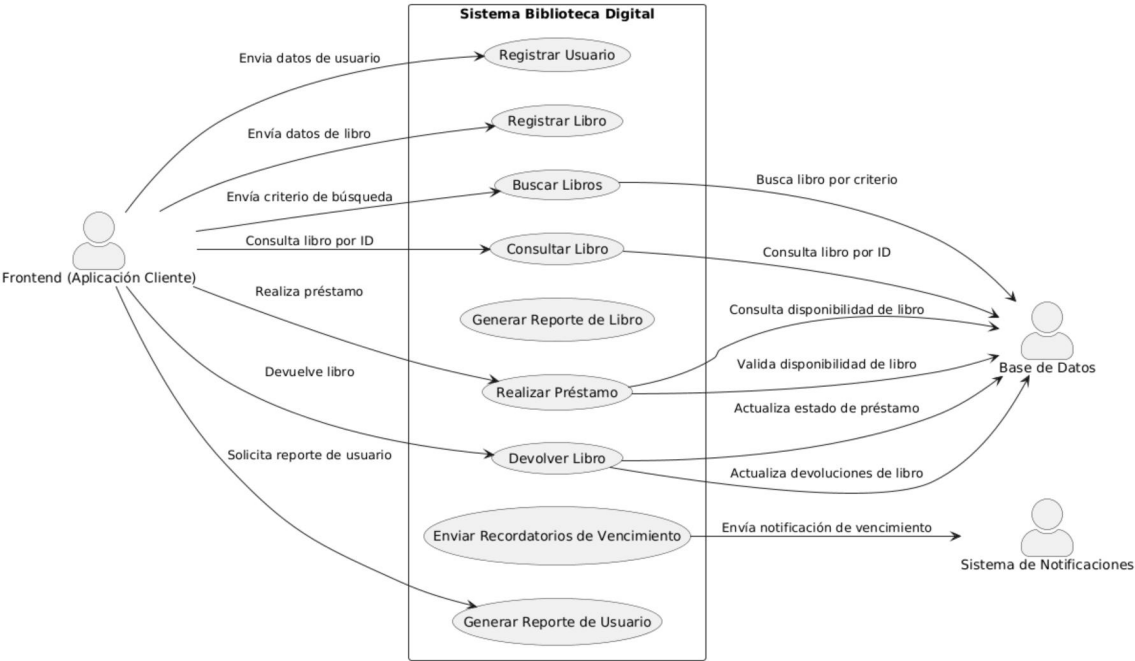 Sistema Biblioteca Digital
Envia datos de usuario
Registrar Usuario
Envía datos de libro
Registrar Libro
Envía criterio de búsqueda
Buscar Libros
Busca libro por criterio
Frontend (Aplicación Cliente)
Consulta libro por ID
Consultar Libro
Consulta libro por ID
Realiza préstamo
Generar Reporte de Libro
Consulta disponibilidad de libro
Devuelve libro
Realizar Préstamo
Valida disponibilidad de libro
Base de Datos
Actualiza estado de préstamo
Solicita reporte de usuario
Devolver Libro
Actualiza devoluciones de libro
Enviar Recordatorios de Vencimiento
Envía notificación de vencimiento
Sistema de Notificaciones
Generar Reporte de Usuario